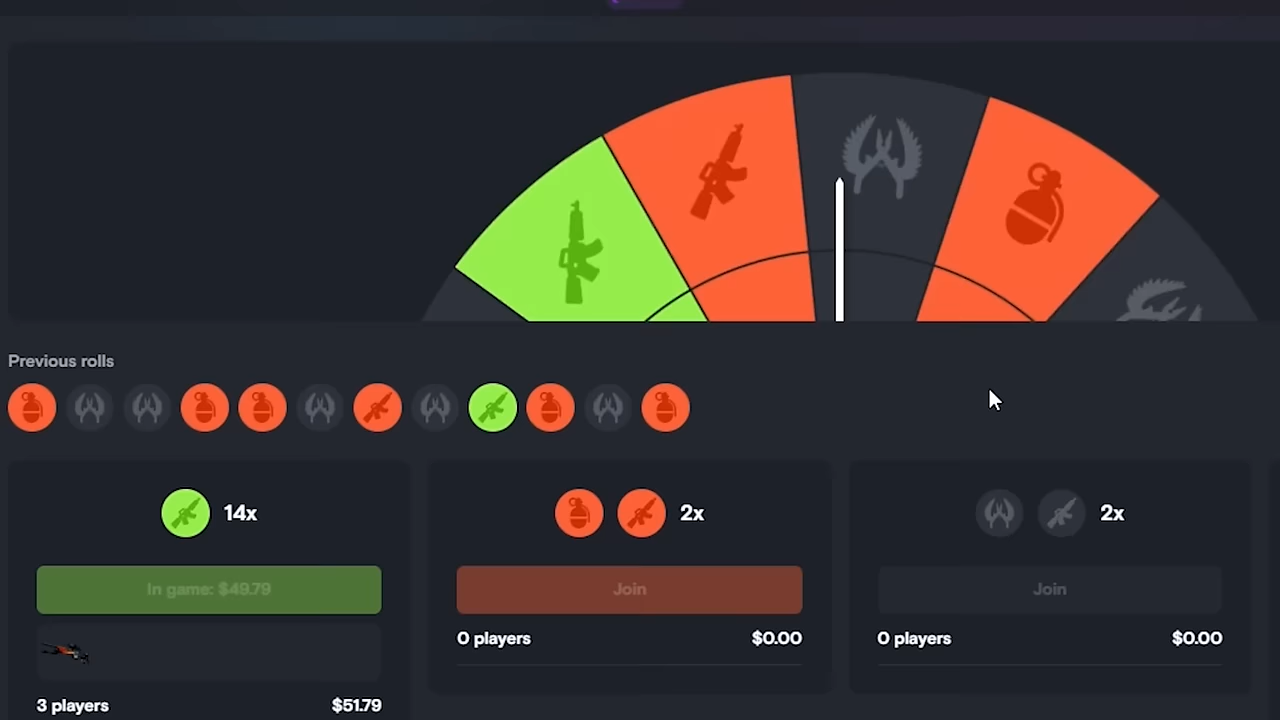 Previous rolls
14x
In game: $49.79
3 players
$51.79
2x
Join
0 players
$0.00
2x
Join
0 players
$0.00